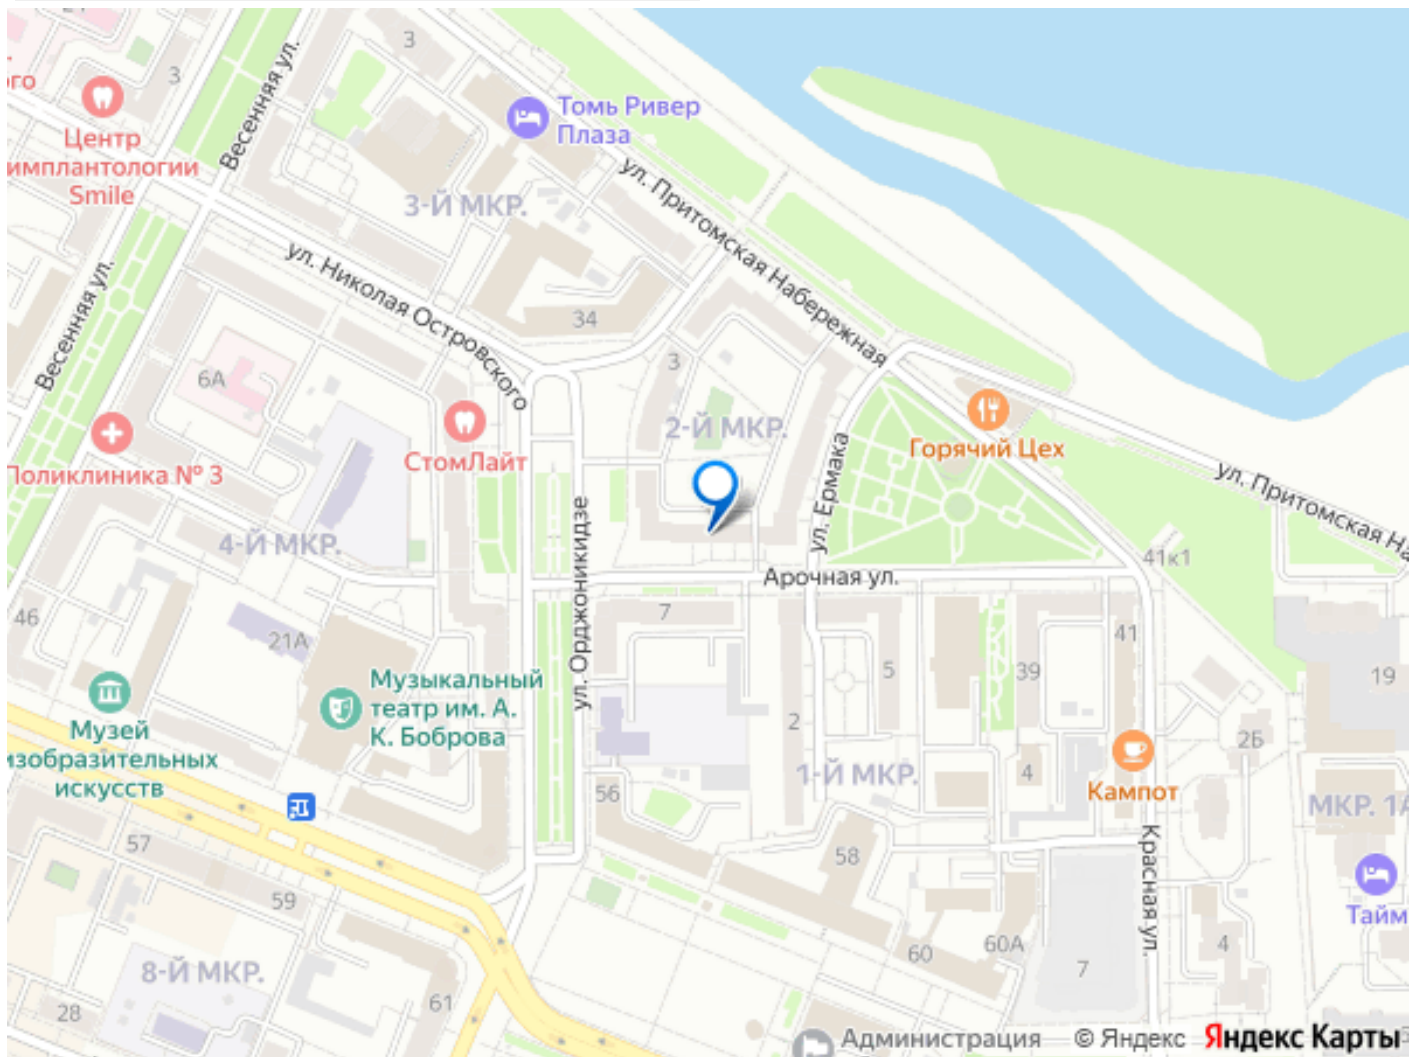 3
3
го
Весенняя ул.
Томь Ривер
Плаза
Центр
имплантологии
Smile
ул. Притомская Набережная
3-Й МКР.
ул. Николая Островского
Весенняя ул.
34
3
6А
2-Й МКР.
СтомЛайт
Горячий Цех
Поликлиника № 3
ул. Ермака
ул. Притомская На
4-Й МКР.
ул. Орджоникидзе
41к1
Арочная ул.
46
7
21А
41
39
5
19
Музыкальный
театр им. А.
К. Боброва
Музей
изобразительных
искусств
2
2Б
1-Й МКР.
4
Кампот
56
МКР. 1А
57
58
Красная ул.
59
Тайм
60
60А
4
8-Й МКР.
7
61
28
Администрация
© Яндекс
Яндекс Карты